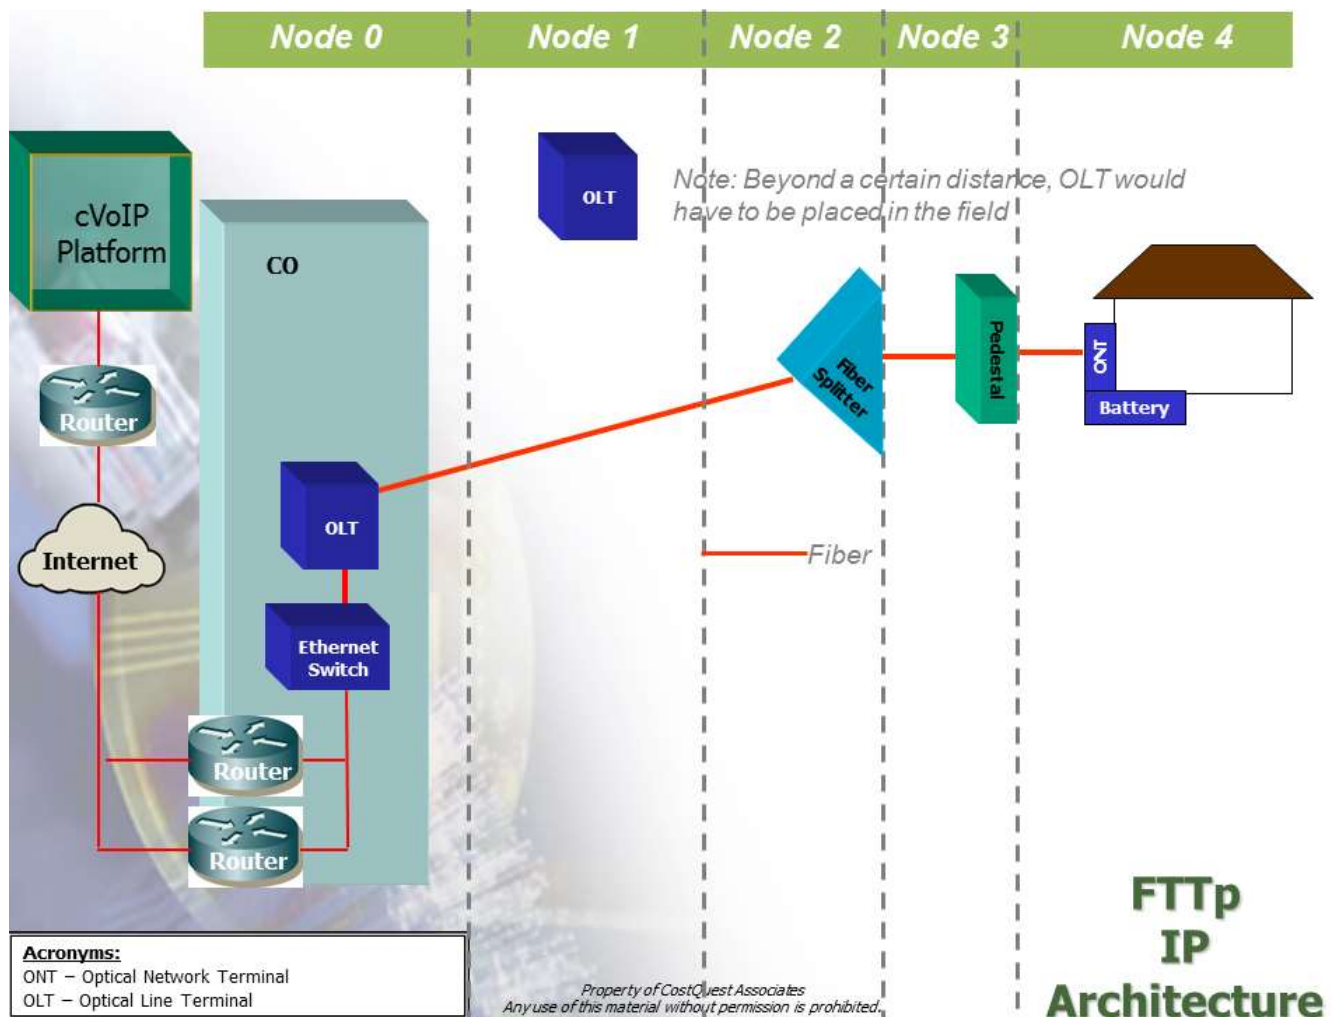 Node 0
Node 1
Node 2
Node 3
Node 4
cVoIP
Platform
CO
OLT
Note: Beyond a certain distance, OLT would
have to be placed in the field
Router
Fiber
Splitter
Pedestal
ONT
Battery
OLT
Internet
Fiber
Ethernet
Switch
Router
Router
FTTp
IP
Architecture
Acronyms:
ONT – Optical Network Terminal
OLT – Optical Line Terminal
Property of CostQuest Associates
Any use of this material without permission is prohibited.